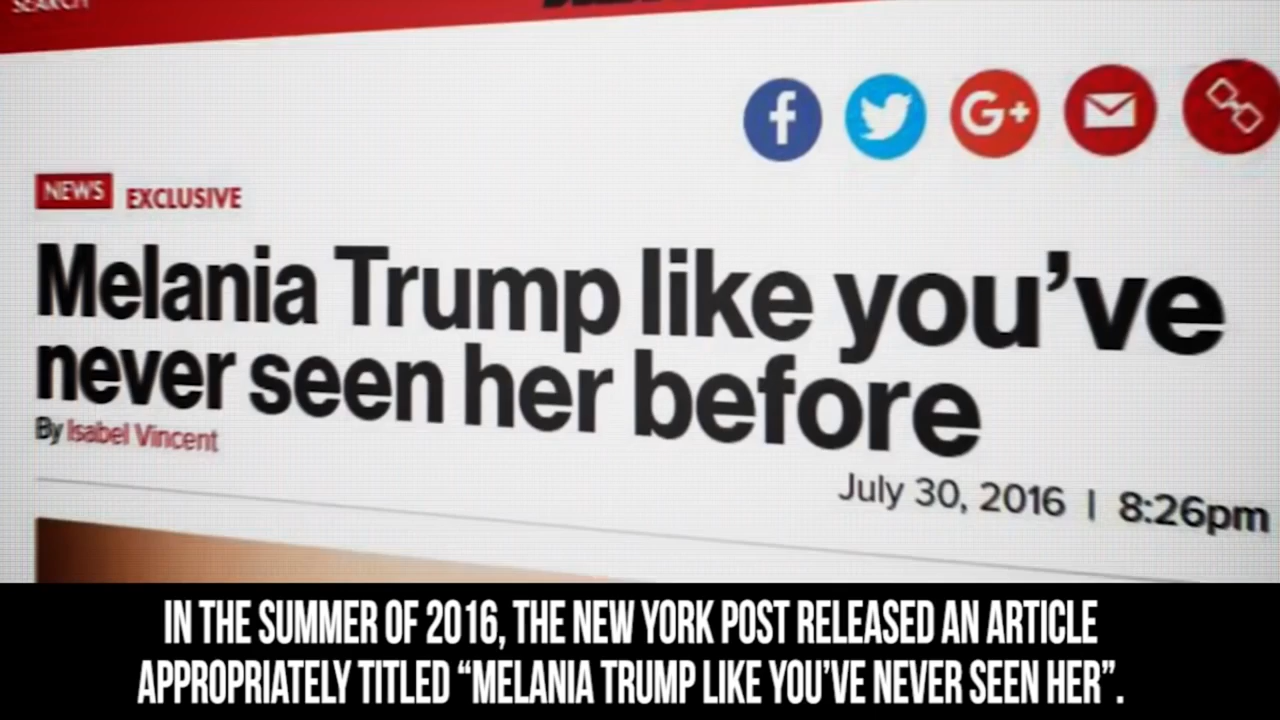 SEARCH
NEWS EXCLUSIVE
Melania Trump like you've
never seen her before
By Isabel Vincent
July 30, 2016 | 8:26pm
IN THE SUMMER OF 2016, THE NEW YORK POST RELEASED AN ARTICLE
APPROPRIATELY TITLED “MELANIA TRUMP LIKE YOU’VE NEVER SEEN HER”.